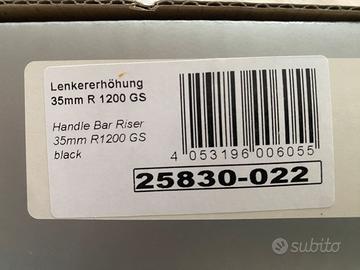 Lenkererhöhung
35mm R 1200 GS
Handle Bar Riser
35mm R1200 GS
black
4 053196 006055
25830-022
subito